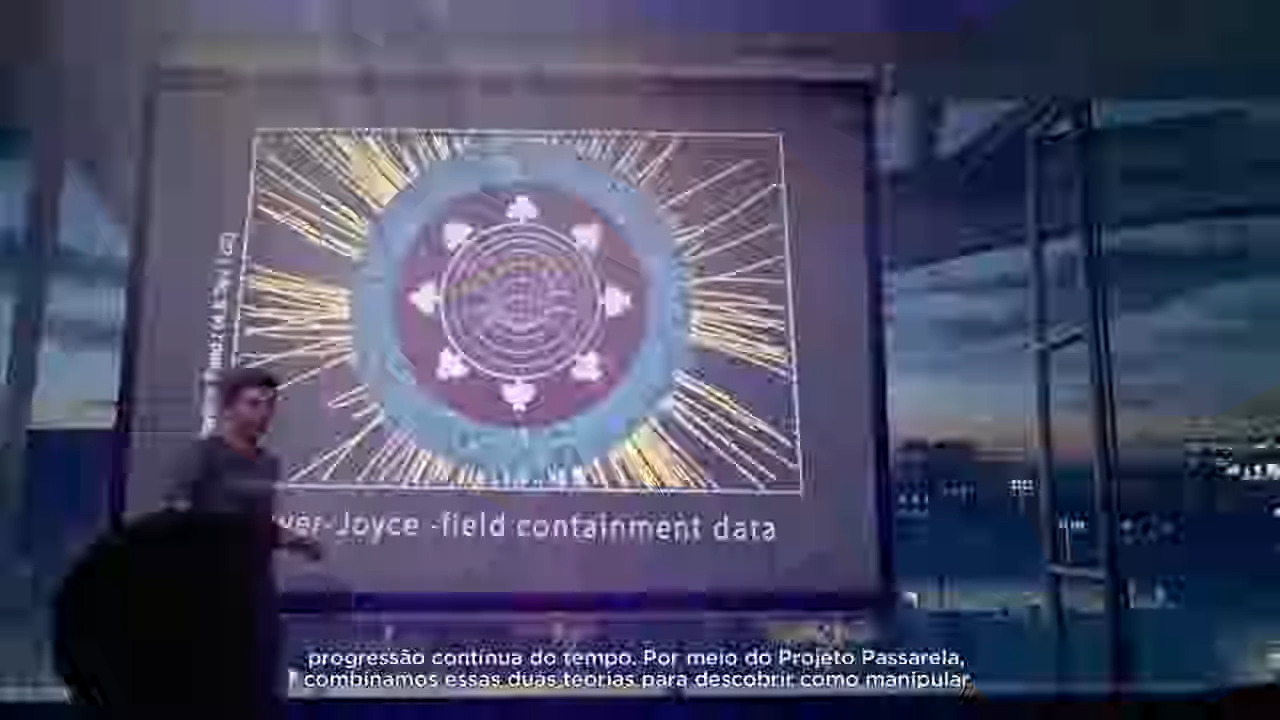 -Joyce -field containment data
progressão contínua do tempo. Por meio do Projeto Passarela,
combinamos essas duas teorias para descobrir como manipular